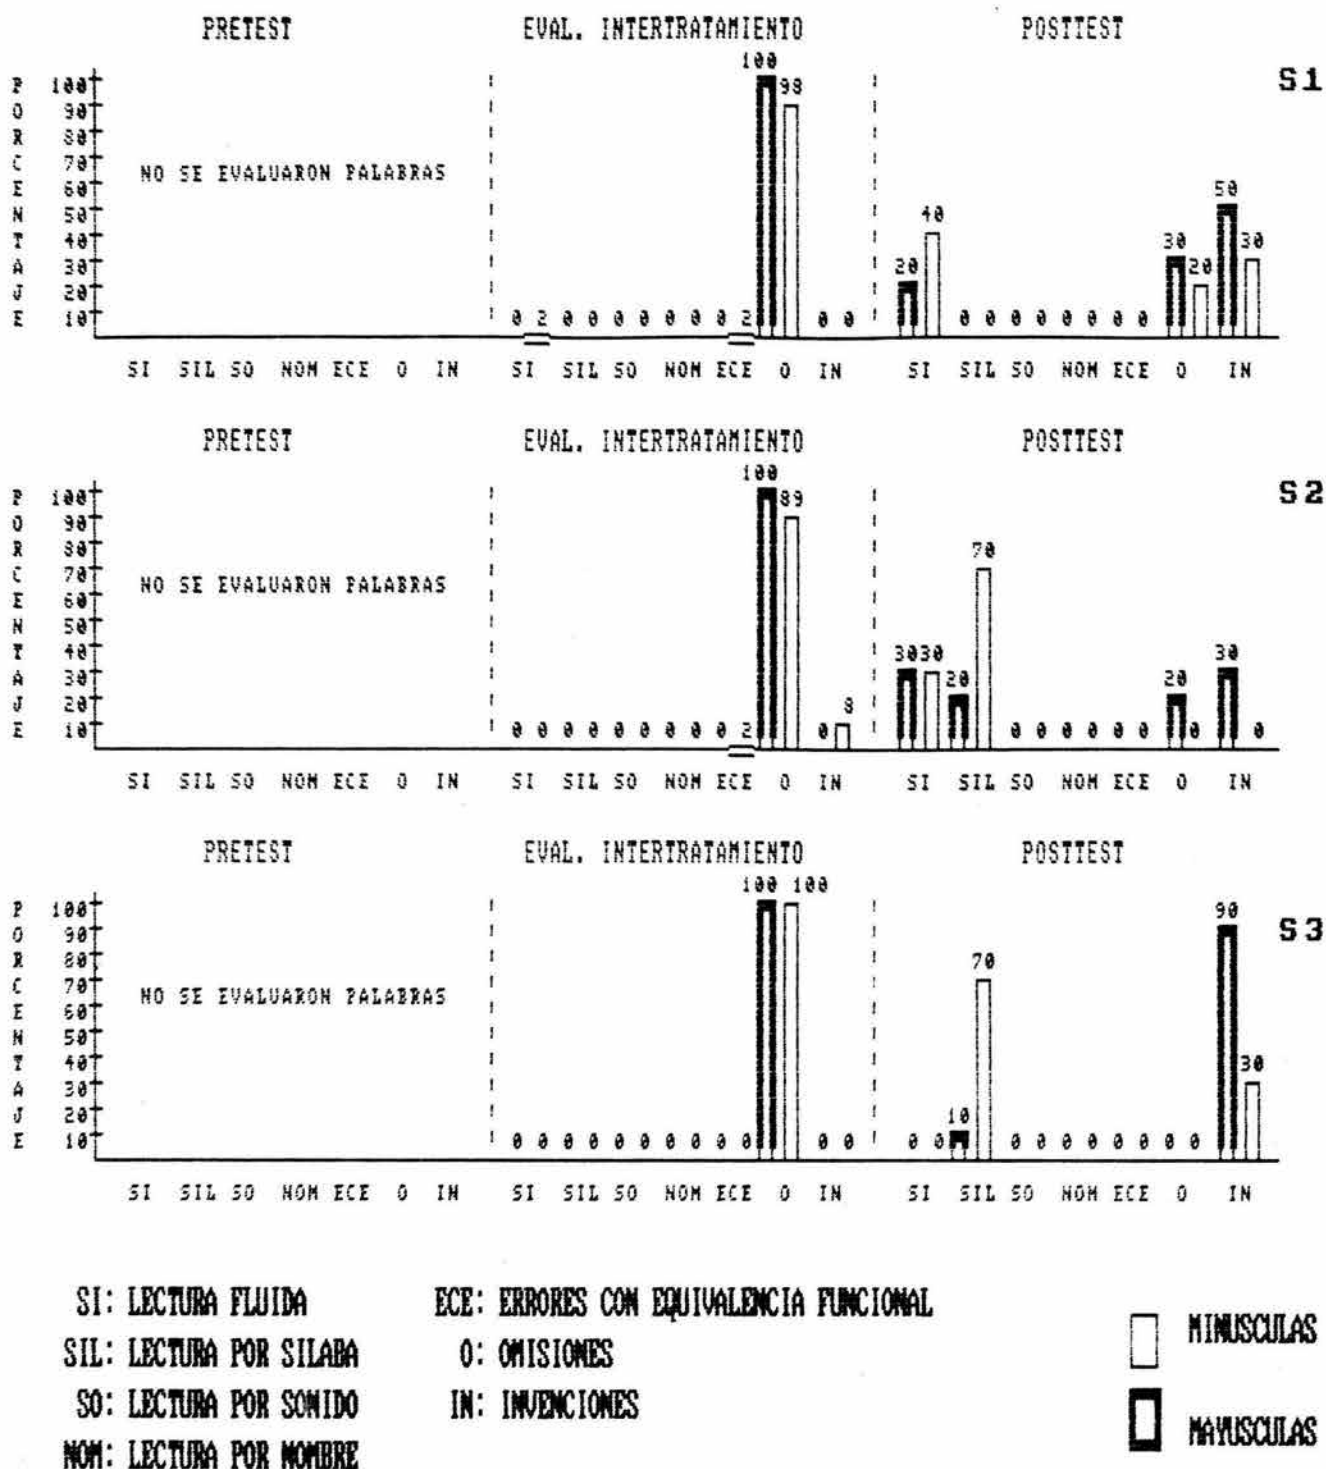 PRETEST EVAL. INTERTRATAMIENTO POSTTEST
S1
PORCENTAJE
100 98
100
90
80
70
60
50
40
30
20
10
NO SE EVALUARON PALABRAS
0 2 0 0 0 0 0 0 0 2 0 0
20 40 0 0 0 0 0 0 0 0 30 20 50 30
SI SIL SO NOM ECE O IN SI SIL SO NOM ECE O IN SI SIL SO NOM ECE O IN
PRETEST EVAL. INTERTRATAMIENTO POSTTEST
S2
PORCENTAJE
100 89
100
90
80
70
60
50
40
30
20
10
NO SE EVALUARON PALABRAS
0 0 0 0 0 0 0 0 0 2 0 8
30 30 20 70 0 0 0 0 0 0 20 0 30 0
SI SIL SO NOM ECE O IN SI SIL SO NOM ECE O IN SI SIL SO NOM ECE O IN
PRETEST EVAL. INTERTRATAMIENTO POSTTEST
S3
PORCENTAJE
100 100
100
90
80
70
60
50
40
30
20
10
NO SE EVALUARON PALABRAS
0 0 0 0 0 0 0 0 0 0 0 0
0 0 10 70 0 0 0 0 0 0 0 0 90 30
SI SIL SO NOM ECE O IN SI SIL SO NOM ECE O IN SI SIL SO NOM ECE O IN
SI: LECTURA FLUIDA
SIL: LECTURA POR SILABA
SO: LECTURA POR SONIDO
NOM: LECTURA POR NOMBRE
ECE: ERRORES CON EQUIVALENCIA FUNCIONAL
O: OMISIONES
IN: INVENCIONES
MINUSCULAS
MAYUSCULAS